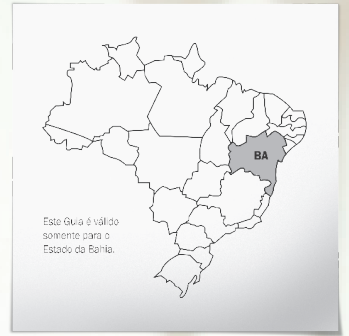 BA
Este Guia é válido
somente para o
Estado da Bahia.